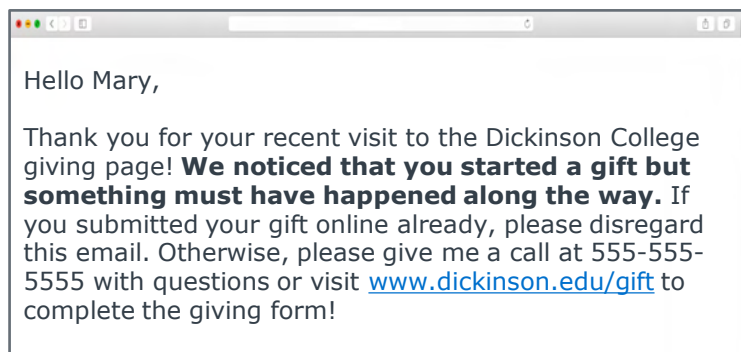 Hello Mary,
Thank you for your recent visit to the Dickinson College
giving page! We noticed that you started a gift but
something must have happened along the way. If
you submitted your gift online already, please disregard
this email. Otherwise, please give me a call at 555-555-
5555 with questions or visit www.dickinson.edu/gift to
complete the giving form!